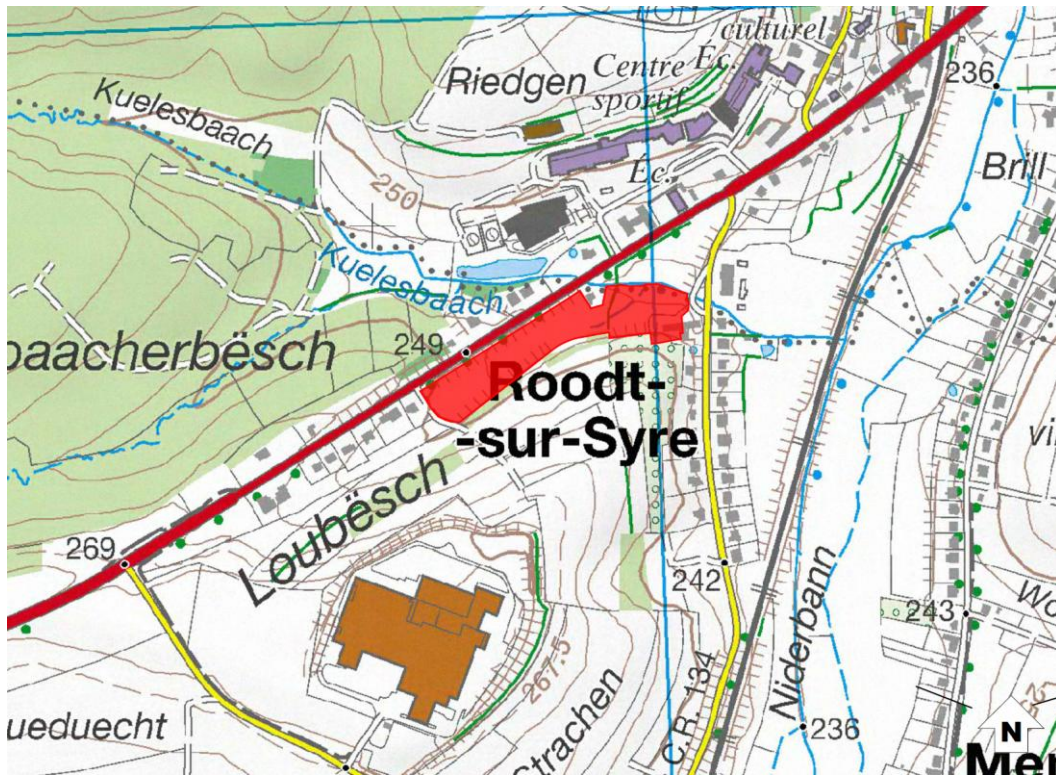 culturel
Riedgen
Centre
Éc.
sportif
236
Kuelesbaach
Éc.
Brill
250
Kuelesbaach
249
baacherbësch
Roodt-
-sur-Syre
Loubësch
269
242
243
Niderbann
267.5
C.R. 134
236
ueduecht
Strachen
N